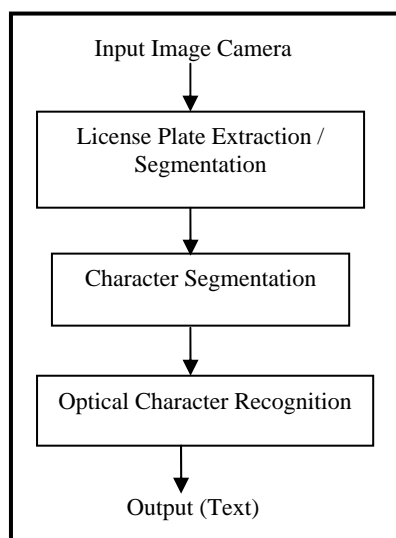 Input Image Camera
License Plate Extraction /
Segmentation
Character Segmentation
Optical Character Recognition
Output (Text)